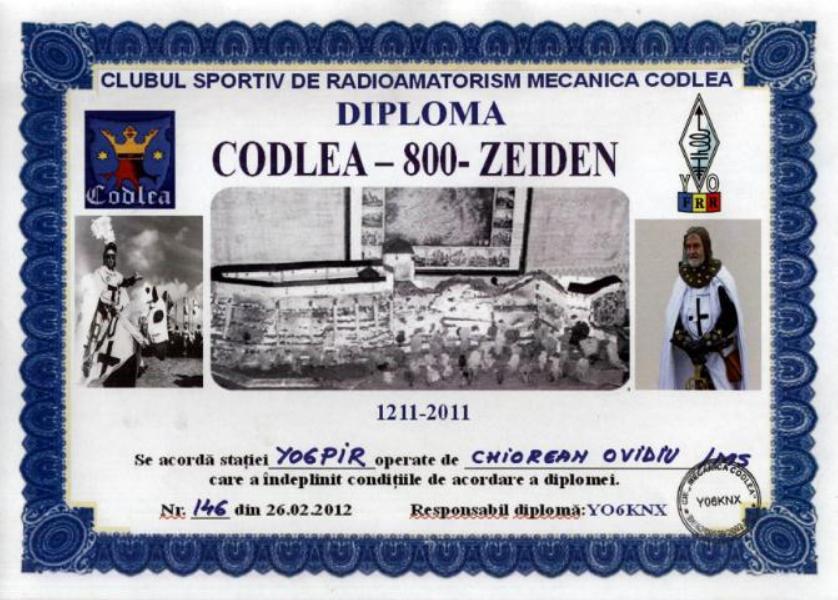 CLUBUL SPORTIV DE RADIOAMATORISM MECANICA CODLEA
DIPLOMA
CODLEA – 800- ZEIDEN
Codlea
YO
FRR
1211-2011
Se acordă stației YO6PIR operate de CHIOREAN OVIDIU
care a îndeplinit condițiile de acordare a diplomei.
Nr. 146 din 26.02.2012 Responsabil diplomă:YO6KNX
MECANICA CODLEA
YO6KNX